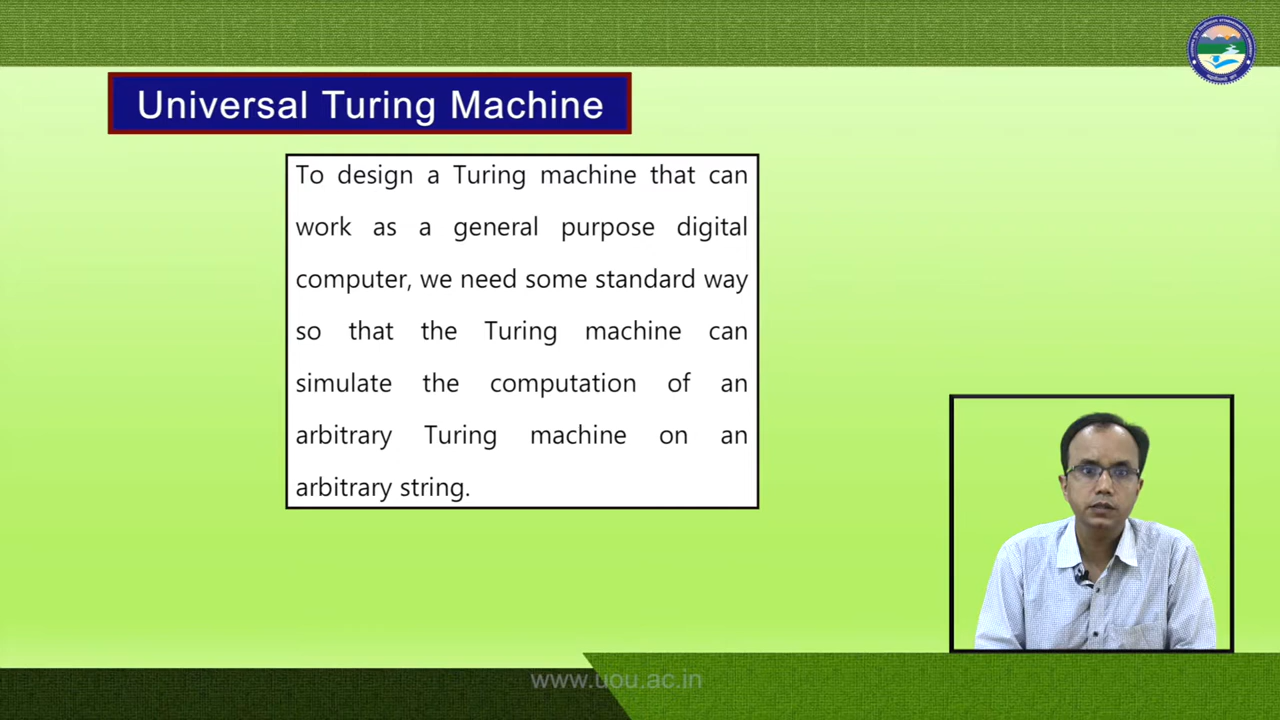 Universal Turing Machine
To design a Turing machine that can
work as a general purpose digital
computer, we need some standard way
so that the Turing machine can
simulate the computation of an
arbitrary Turing machine on an
arbitrary string.
www.uou.ac.in